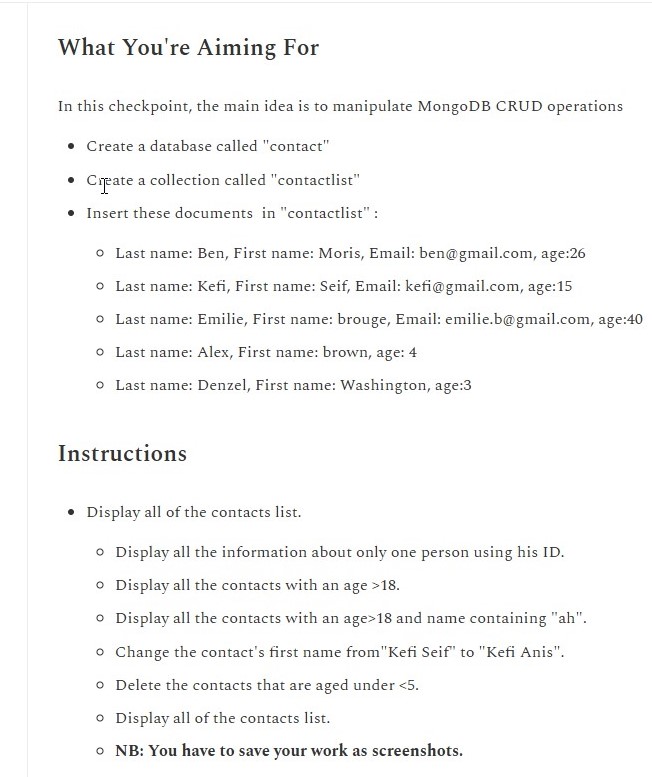 What You're Aiming For
In this checkpoint, the main idea is to manipulate MongoDB CRUD operations
Create a database called "contact"
Create a collection called "contactlist"
Insert these documents  in "contactlist" :
Last name: Ben, First name: Moris, Email: ben@gmail.com, age:26
Last name: Kefi, First name: Seif, Email: kefi@gmail.com, age:15
Last name: Emilie, First name: brouge, Email: emilie.b@gmail.com, age:40
Last name: Alex, First name: brown, age: 4
Last name: Denzel, First name: Washington, age:3
Instructions
Display all of the contacts list.
Display all the information about only one person using his ID.
Display all the contacts with an age >18.
Display all the contacts with an age>18 and name containing "ah".
Change the contact's first name from"Kefi Seif" to "Kefi Anis".
Delete the contacts that are aged under <5.
Display all of the contacts list.
NB: You have to save your work as screenshots.